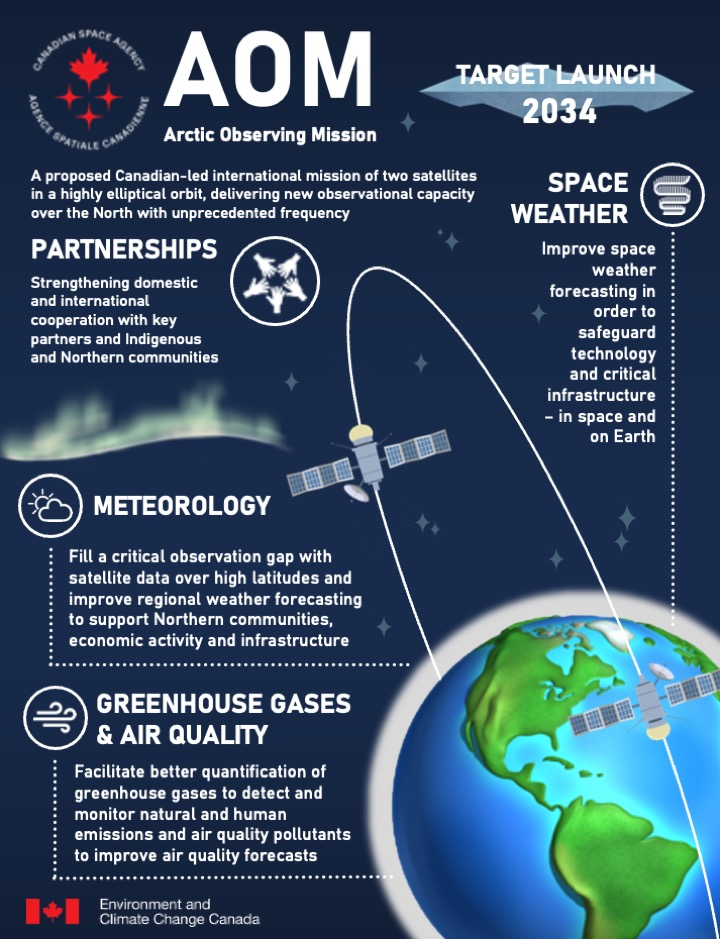 CANADIAN SPACE AGENCY
AGENCE SPATIALE CANADIENNE
AOM
Arctic Observing Mission
TARGET LAUNCH
2034
A proposed Canadian-led international mission of two satellites
in a highly elliptical orbit, delivering new observational capacity
over the North with unprecedented frequency
PARTNERSHIPS
Strengthening domestic
and international
cooperation with key
partners and Indigenous
and Northern communities
SPACE
WEATHER
Improve space
weather
forecasting in
order to
safeguard
technology
and critical
infrastructure
– in space and
on Earth
METEOROLOGY
Fill a critical observation gap with
satellite data over high latitudes and
improve regional weather forecasting
to support Northern communities,
economic activity and infrastructure
GREENHOUSE GASES
& AIR QUALITY
Facilitate better quantification of
greenhouse gases to detect and
monitor natural and human
emissions and air quality pollutants
to improve air quality forecasts
Environment and
Climate Change Canada